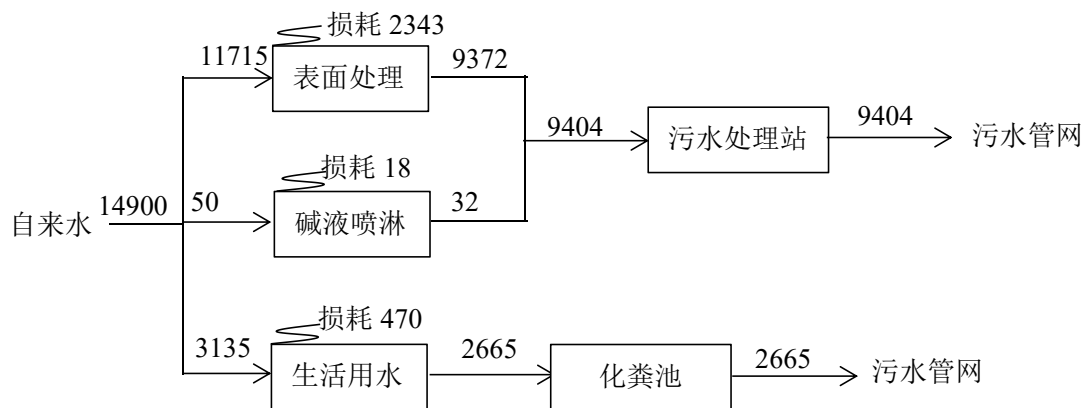 损耗 2343
11715
表面处理
9372
9404
污水处理站
9404
污水管网
损耗 18
自来水
14900
50
碱液喷淋
32
损耗 470
3135
生活用水
2665
化粪池
2665
污水管网